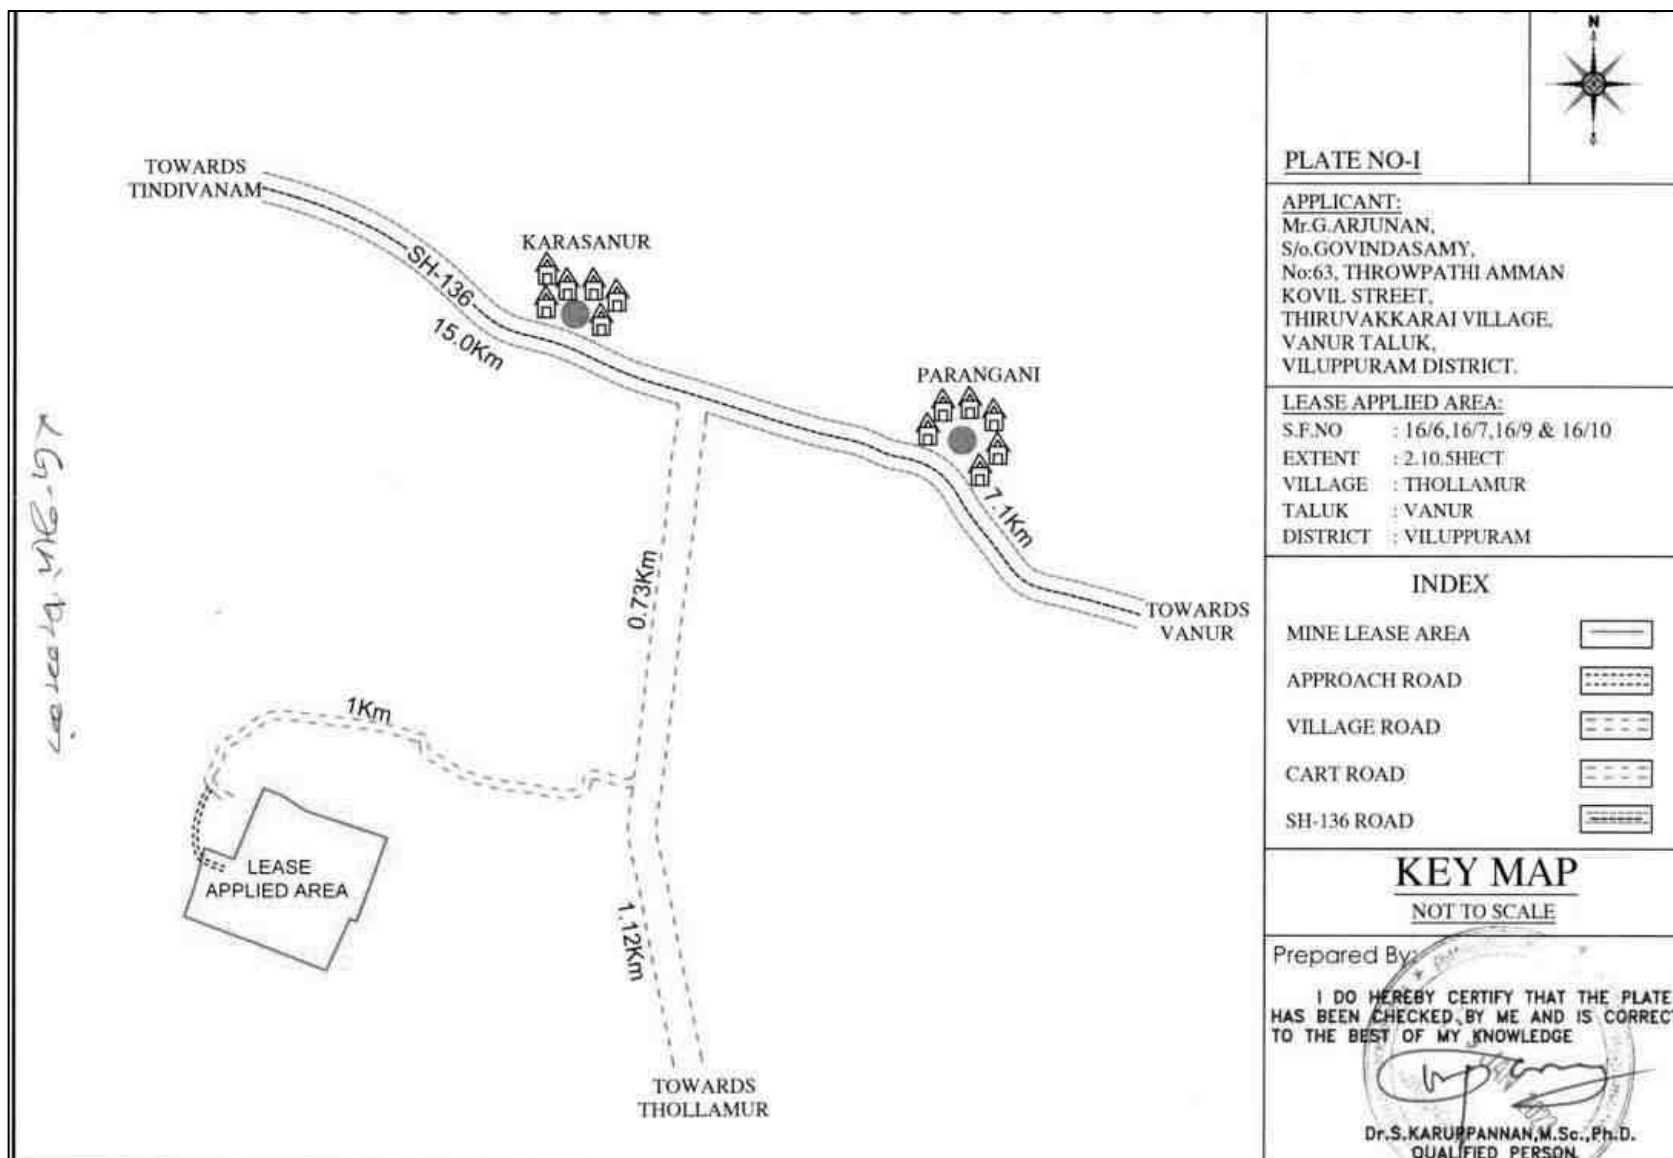 TOWARDS
TINDIVANAM
SH-136
15.0Km
KARASANUR
PARANGANI
7.1Km
TOWARDS
VANUR
0.73Km
1Km
LEASE
APPLIED AREA
1.12Km
TOWARDS
THOLLAMUR
N
PLATE NO-I
APPLICANT:
Mr.G.ARJUNAN,
S/o.GOVINDASAMY,
No:63, THROWPATHI AMMAN
KOVIL STREET,
THIRUVAKKARAI VILLAGE,
VANUR TALUK,
VILUPPURAM DISTRICT.
LEASE APPLIED AREA:
S.F.NO : 16/6,16/7,16/9 & 16/10
EXTENT : 2.10.5HECT
VILLAGE : THOLLAMUR
TALUK : VANUR
DISTRICT : VILUPPURAM
INDEX
MINE LEASE AREA
APPROACH ROAD
VILLAGE ROAD
CART ROAD
SH-136 ROAD
KEY MAP
NOT TO SCALE
Prepared By:
I DO HEREBY CERTIFY THAT THE PLATE
HAS BEEN CHECKED BY ME AND IS CORRECT
TO THE BEST OF MY KNOWLEDGE
Dr.S.KARUPPANNAN,M.Sc.,Ph.D.
QUALIFIED PERSON